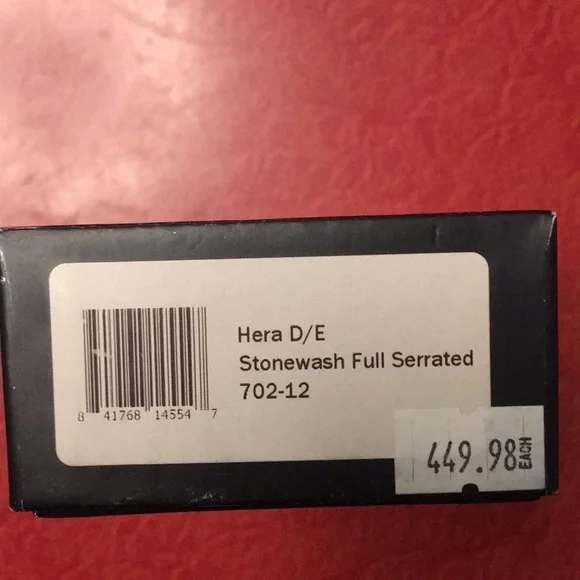 Hera D/E
Stonewash Full Serrated
702-12
8 41768 14554 7
449.98 EACH